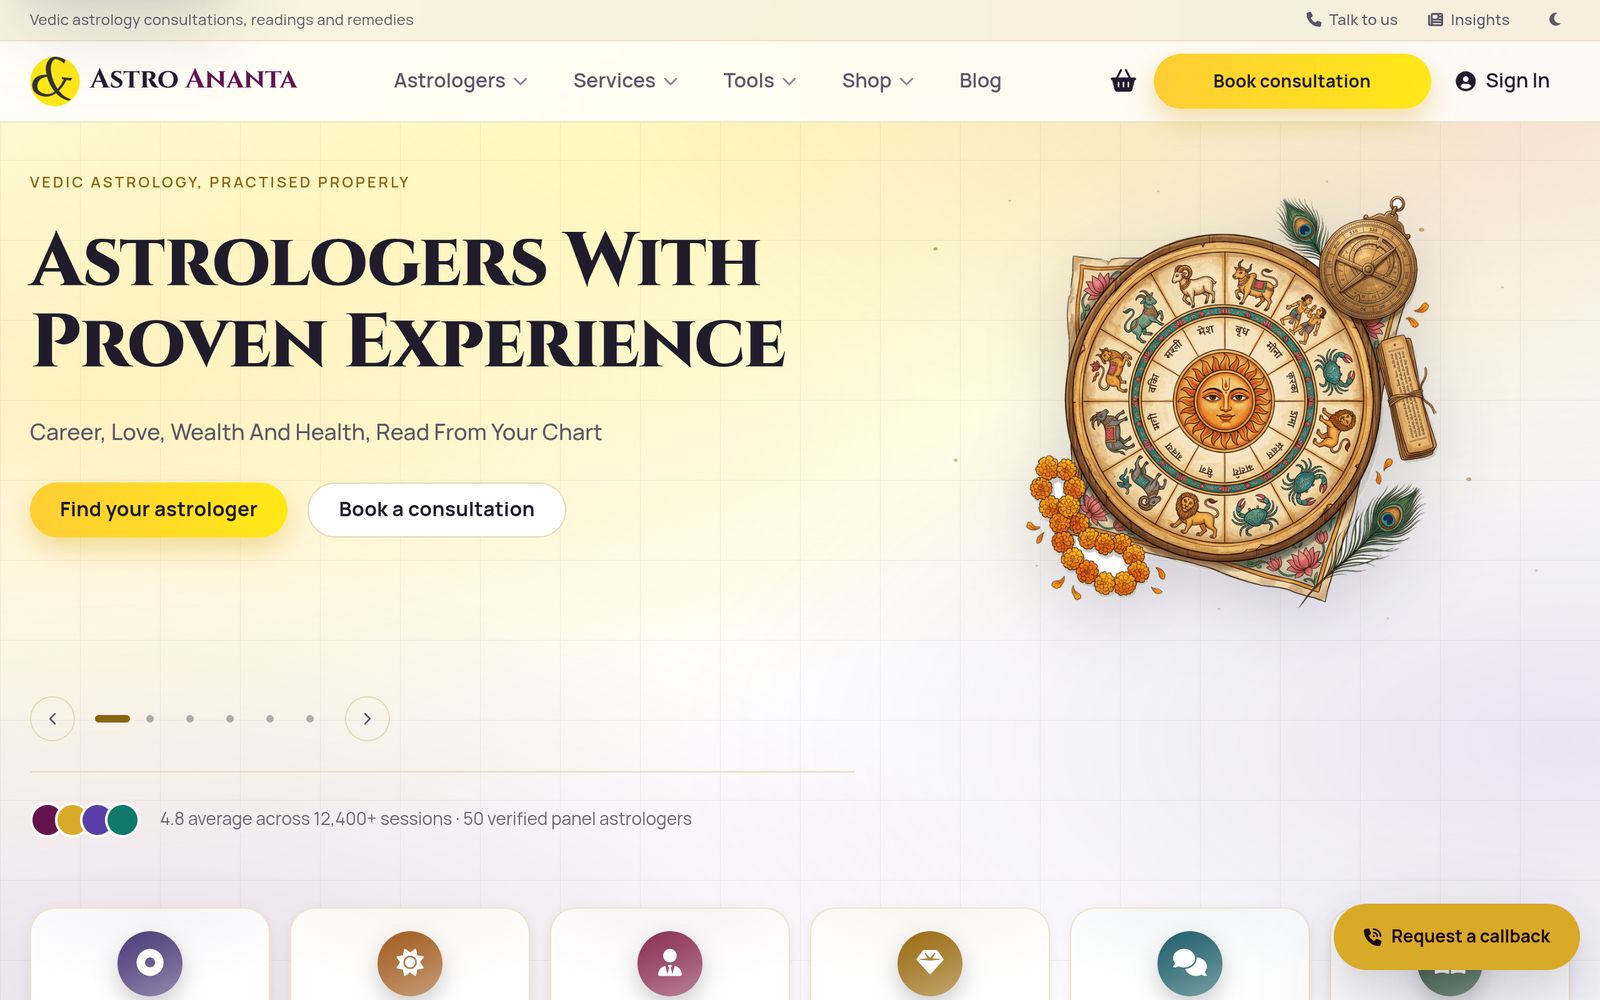 Vedic astrology consultations, readings and remedies
Talk to us
Insights
& ASTRO ANANTA
Astrologers
Services
Tools
Shop
Blog
Book consultation
Sign In
VEDIC ASTROLOGY, PRACTISED PROPERLY
ASTROLOGERS WITH
PROVEN EXPERIENCE
Career, Love, Wealth And Health, Read From Your Chart
Find your astrologer
Book a consultation
मेश
वृध
4.8 average across 12,400+ sessions · 50 verified panel astrologers
Request a callback